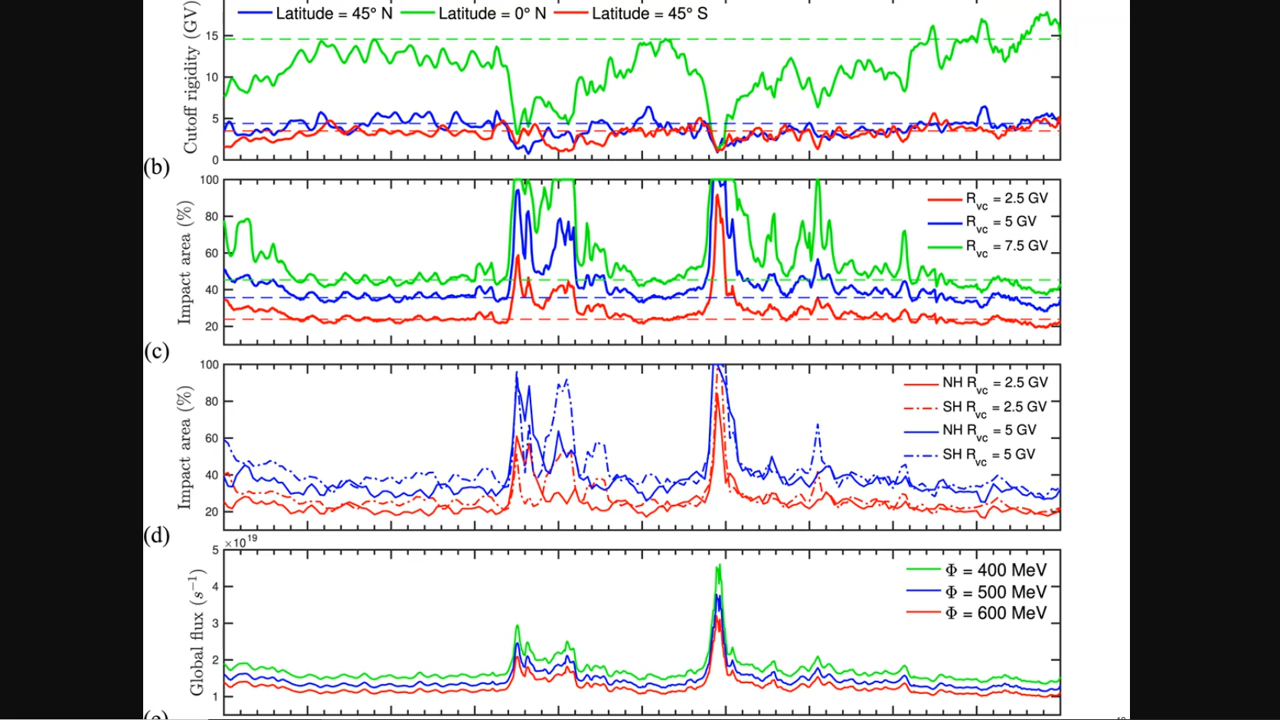 Latitude = 45° N Latitude = 0° N Latitude = 45° S
Cutoff rigidity (GV)
15
10
5
0
(b)
100
80
60
40
20
Impact area (%)
R_vc = 2.5 GV
R_vc = 5 GV
R_vc = 7.5 GV
(c)
100
80
60
40
20
Impact area (%)
NH R_vc = 2.5 GV
SH R_vc = 2.5 GV
NH R_vc = 5 GV
SH R_vc = 5 GV
(d)
×10^19
5
4
3
2
1
Global flux (s^−1)
Φ = 400 MeV
Φ = 500 MeV
Φ = 600 MeV